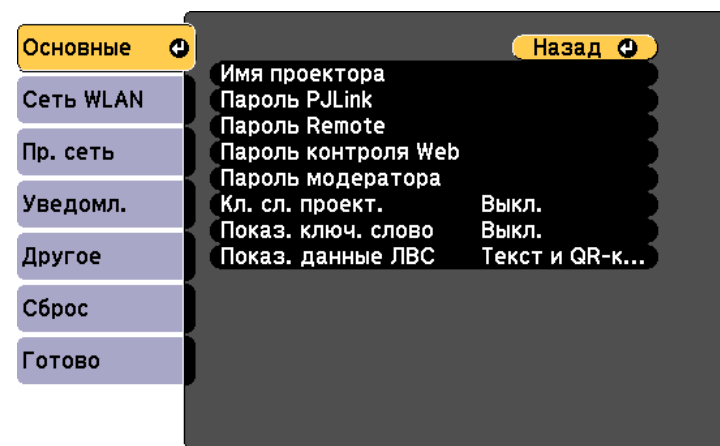 Основные
Сеть WLAN
Пр. сеть
Уведомл.
Другое
Сброс
Готово
Назад
Имя проектора
Пароль PJLink
Пароль Remote
Пароль контроля Web
Пароль модератора
Кл. сл. проект. Выкл.
Показ. ключ. слово Выкл.
Показ. данные ЛВС Текст и QR-к...